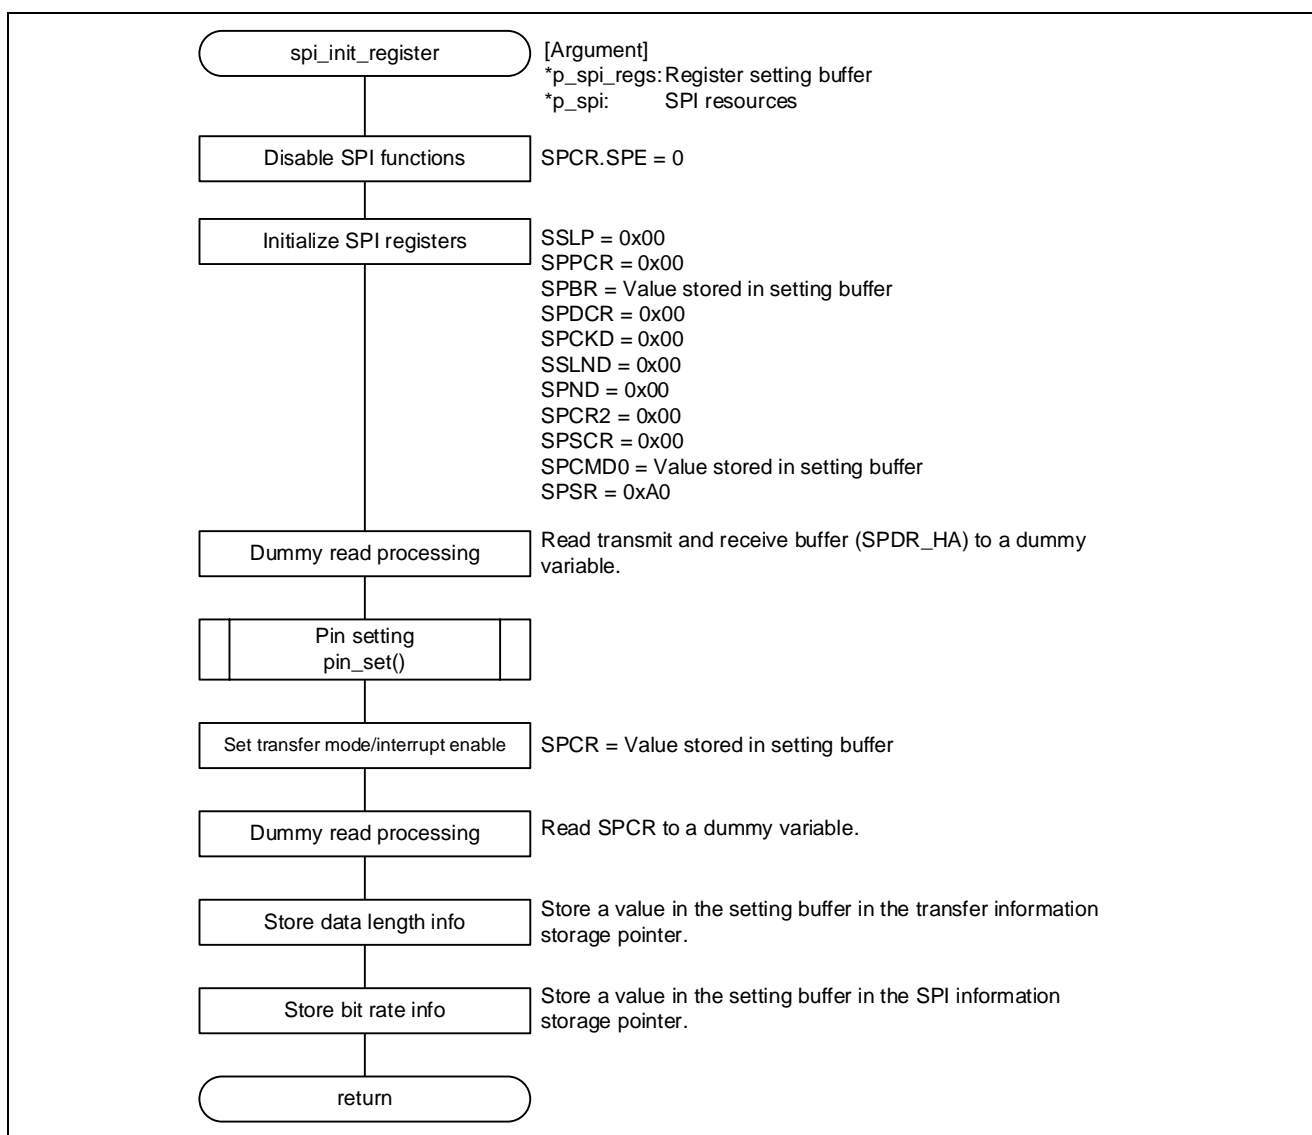 spi_init_register
[Argument]
*p_spi_regs: Register setting buffer
*p_spi: SPI resources
Disable SPI functions
SPCR.SPE = 0
Initialize SPI registers
SSLP = 0x00
SPPCR = 0x00
SPBR = Value stored in setting buffer
SPDCR = 0x00
SPCKD = 0x00
SSLND = 0x00
SPND = 0x00
SPCR2 = 0x00
SPSCR = 0x00
SPCMD0 = Value stored in setting buffer
SPSR = 0xA0
Dummy read processing
Read transmit and receive buffer (SPDR_HA) to a dummy
variable.
Pin setting
pin_set()
Set transfer mode/interrupt enable
SPCR = Value stored in setting buffer
Dummy read processing
Read SPCR to a dummy variable.
Store data length info
Store a value in the setting buffer in the transfer information
storage pointer.
Store bit rate info
Store a value in the setting buffer in the SPI information
storage pointer.
return